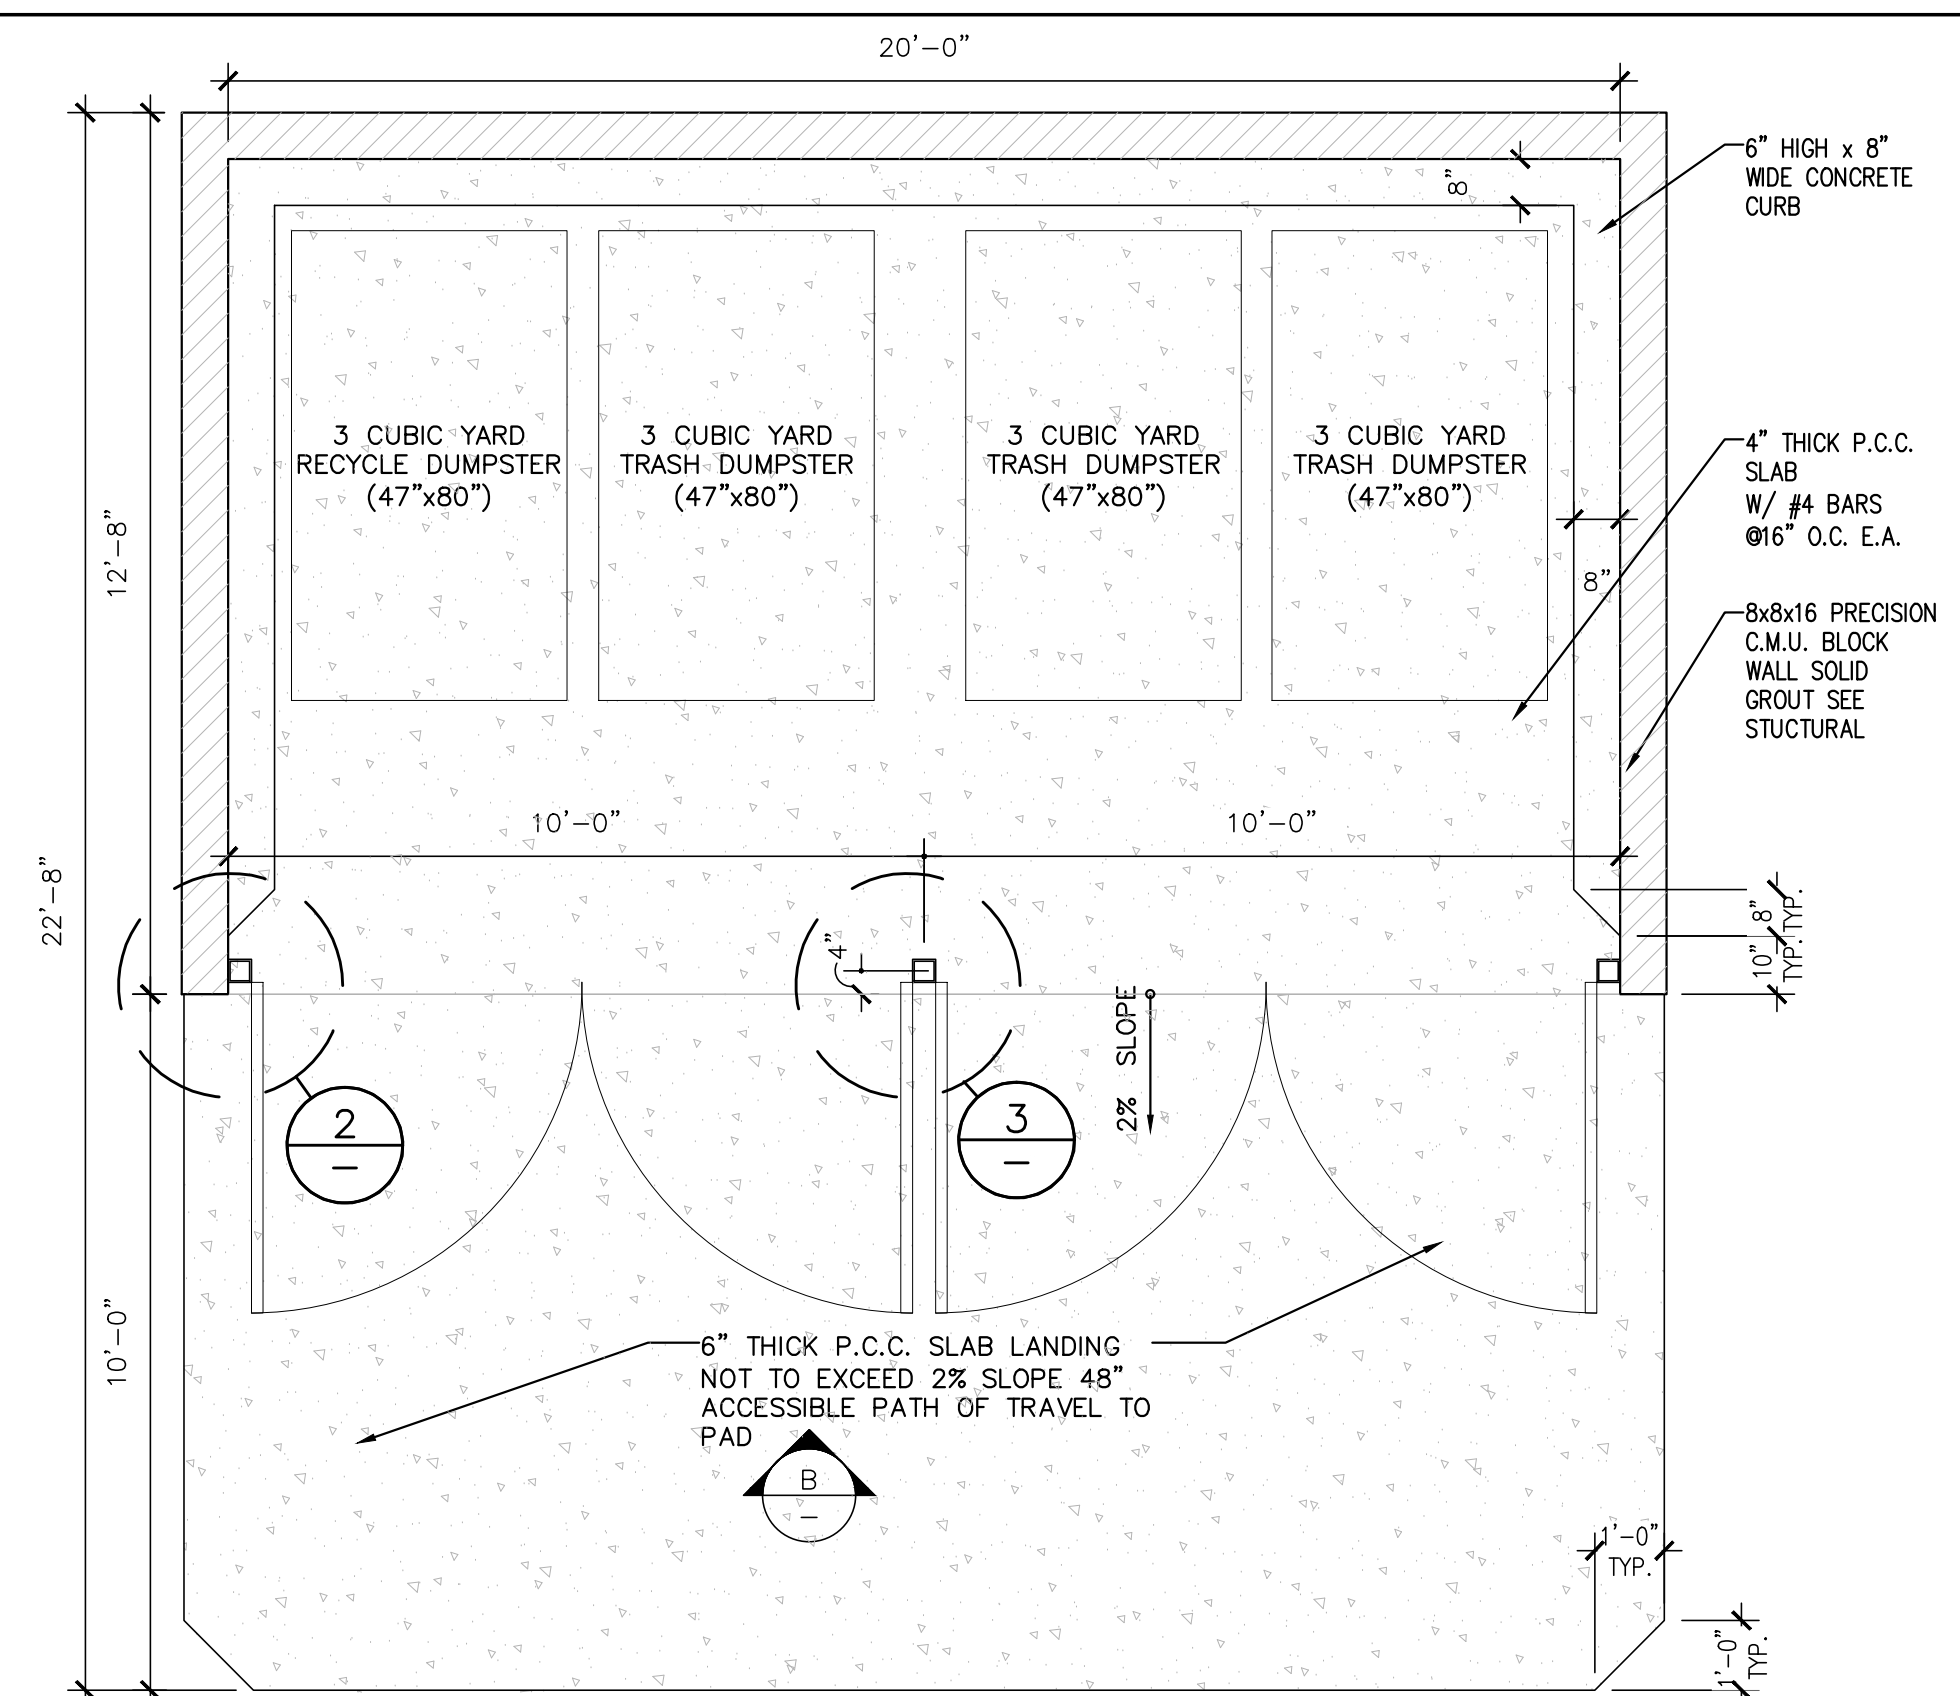 20'-0"
6" HIGH x 8"
WIDE CONCRETE
CURB
8"
3 CUBIC YARD
RECYCLE DUMPSTER
(47"x80")
3 CUBIC YARD
TRASH DUMPSTER
(47"x80")
3 CUBIC YARD
TRASH DUMPSTER
(47"x80")
3 CUBIC YARD
TRASH DUMPSTER
(47"x80")
4" THICK P.C.C.
SLAB
W/ #4 BARS
@16" O.C. E.A.
8"
8x8x16 PRECISION
C.M.U. BLOCK
WALL SOLID
GROUT SEE
STUCTURAL
12'-8"
22'-8"
10'-0"
10'-0"
10'-0"
8"
TYP.
10"
TYP.
4"
2% SLOPE
2
-
3
-
6" THICK P.C.C. SLAB LANDING
NOT TO EXCEED 2% SLOPE 48"
ACCESSIBLE PATH OF TRAVEL TO
PAD
B
-
1'-0"
TYP.
1'-0"
TYP.